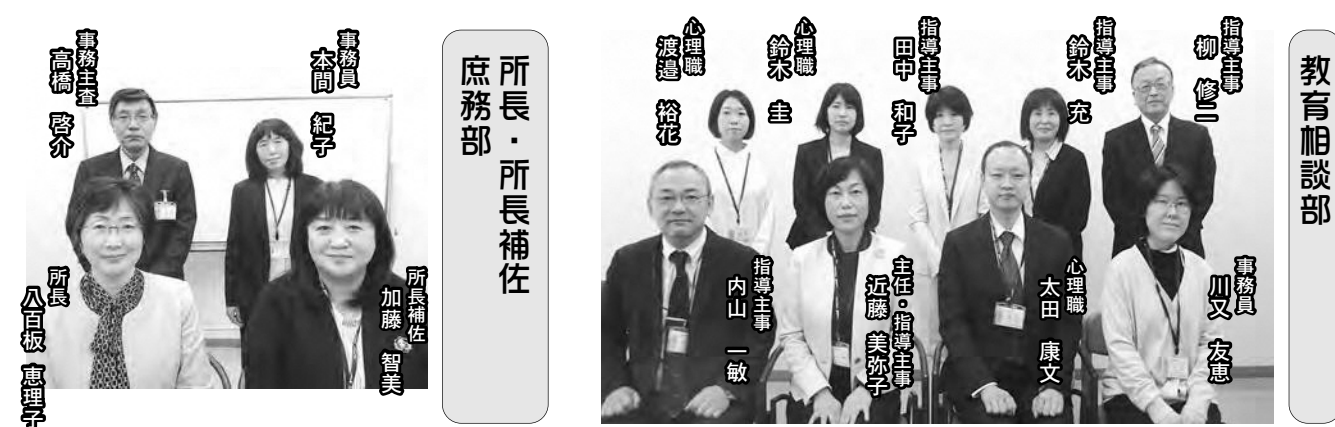 教育相談部
指導主事
柳 修二
指導主事
鈴木 充
指導主事
田中 和子
心理職
鈴木 圭
心理職
渡邉 裕花
事務員
川又 友恵
心理職
太田 康文
主任・指導主事
近藤 美弥子
指導主事
内山 一敏
所長・所長補佐
庶務部
事務員
本間 紀子
事務主査
高橋 啓介
所長補佐
加藤 智美
所長
八百板 恵理子